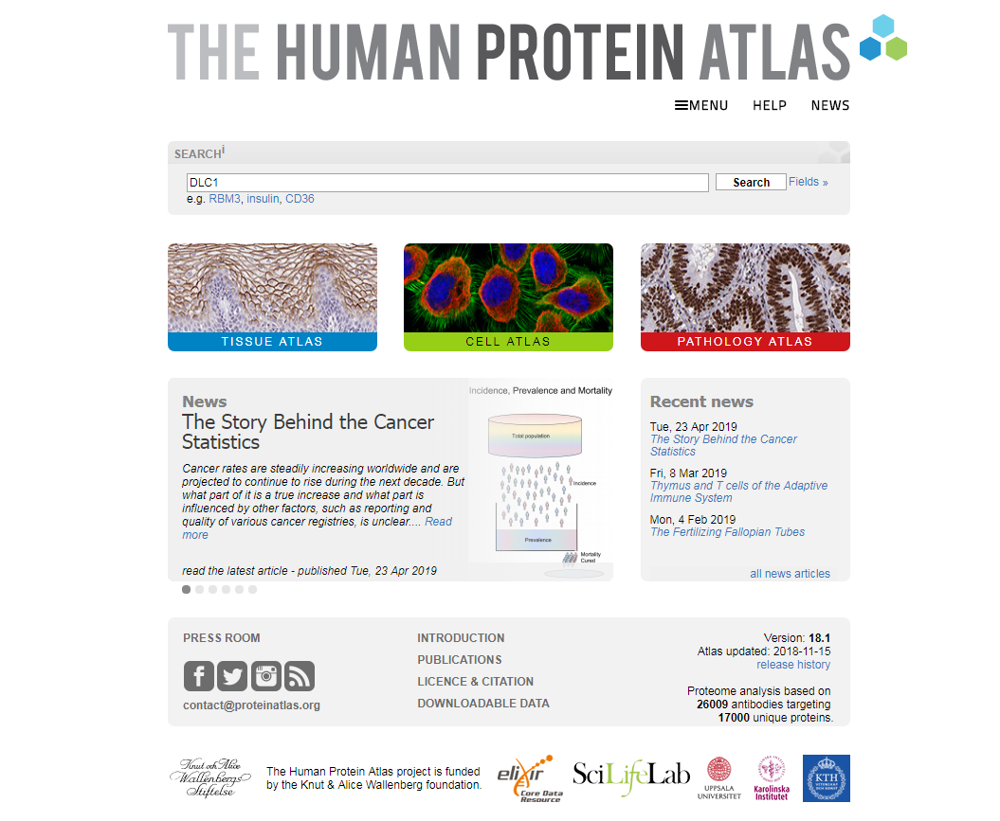 THE HUMAN PROTEIN ATLAS
MENU HELP NEWS
SEARCHi
DLC1
Search Fields »
e.g. RBM3, insulin, CD36
TISSUE ATLAS
CELL ATLAS
PATHOLOGY ATLAS
News
The Story Behind the Cancer
Statistics
Cancer rates are steadily increasing worldwide and are
projected to continue to rise during the next decade. But
what part of it is a true increase and what part is
influenced by other factors, such as reporting and
quality of various cancer registries, is unclear.... Read
more
read the latest article - published Tue, 23 Apr 2019
Incidence, Prevalence and Mortality
Total population
Incidence
Prevalence
Mortality
Cured
Recent news
Tue, 23 Apr 2019
The Story Behind the Cancer
Statistics
Fri, 8 Mar 2019
Thymus and T cells of the Adaptive
Immune System
Mon, 4 Feb 2019
The Fertilizing Fallopian Tubes
all news articles
PRESS ROOM
contact@proteinatlas.org
INTRODUCTION
PUBLICATIONS
LICENCE & CITATION
DOWNLOADABLE DATA
Version: 18.1
Atlas updated: 2018-11-15
release history
Proteome analysis based on
26009 antibodies targeting
17000 unique proteins.
Knut och Alice
Wallenbergs
Stiftelse
The Human Protein Atlas project is funded
by the Knut & Alice Wallenberg foundation.
elixir
Core Data
Resource
SciLifeLab
UPPSALA
UNIVERSITET
Karolinska
Institutet
KTH
VETENSKAP
OCH KONST